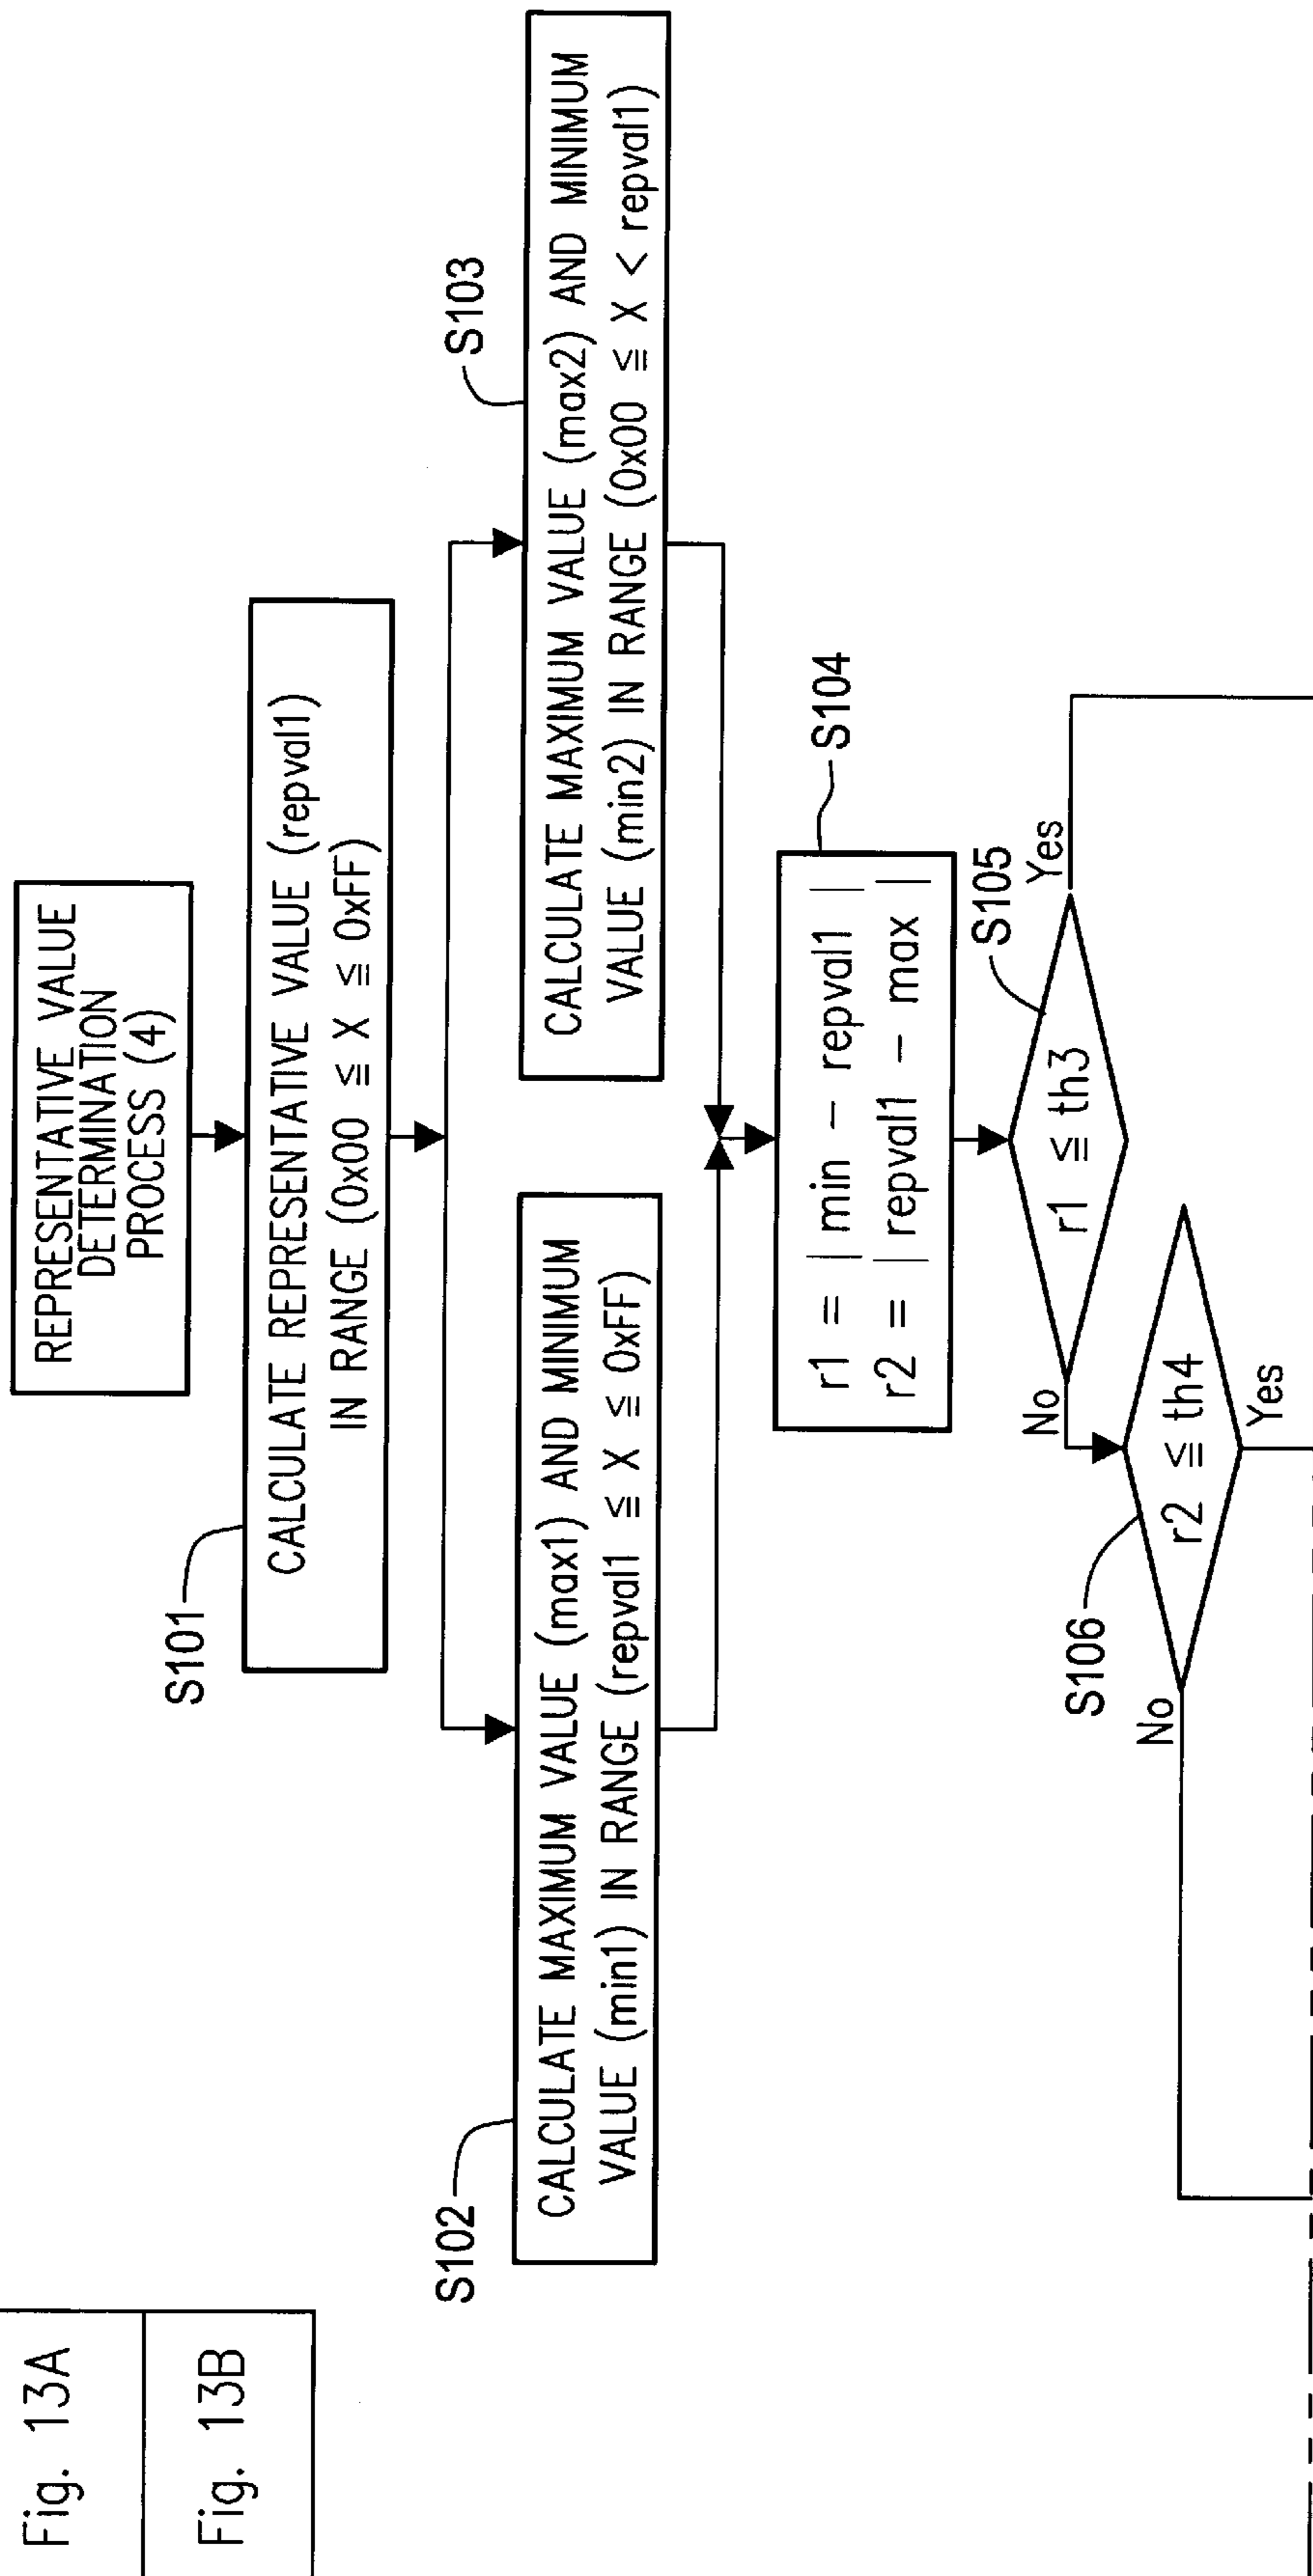 Fig. 13A
Fig. 13B
REPRESENTATIVE VALUE
DETERMINATION
PROCESS (4)
S101
CALCULATE REPRESENTATIVE VALUE (repval1)
IN RANGE (0x00 ≦ X ≦ 0xFF)
S102
CALCULATE MAXIMUM VALUE (max1) AND MINIMUM
VALUE (min1) IN RANGE (repval1 ≦ X ≦ 0xFF)
S103
CALCULATE MAXIMUM VALUE (max2) AND MINIMUM
VALUE (min2) IN RANGE (0x00 ≦ X < repval1)
S104
r1 = | min − repval1 |
r2 = | repval1 − max |
S105
r1 ≦ th3
Yes
No
S106
r2 ≦ th4
No
Yes